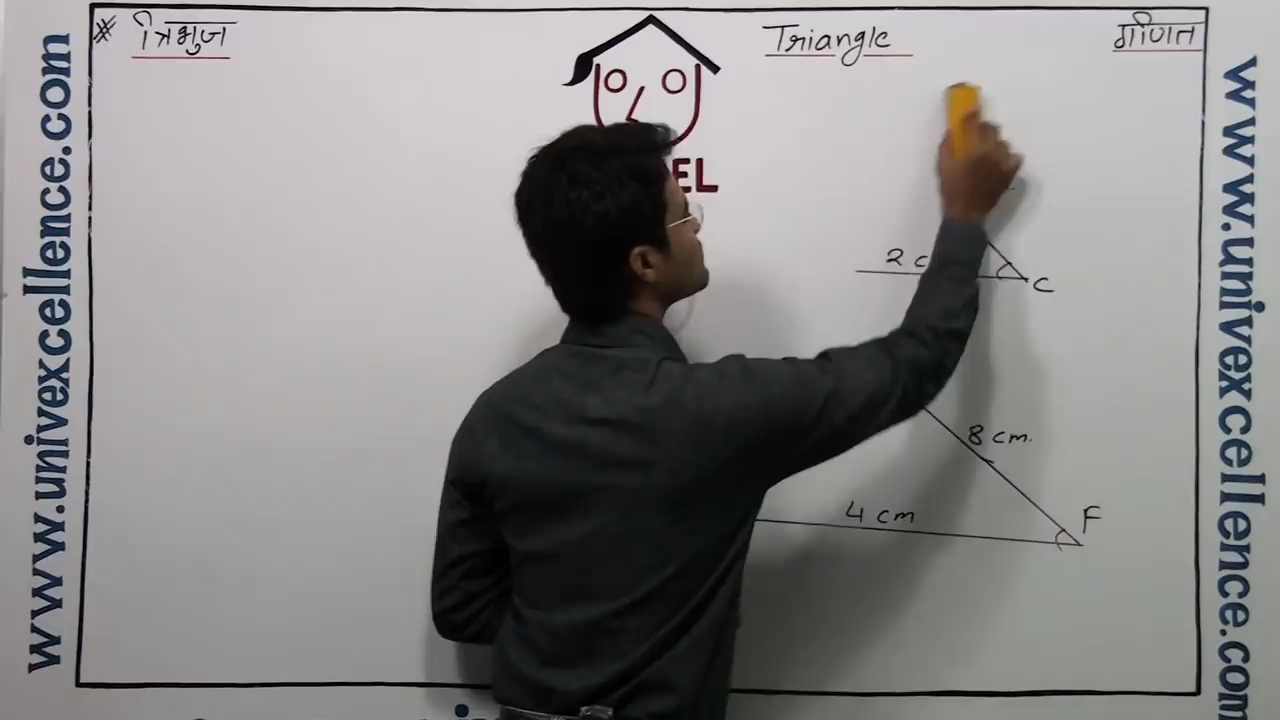 # त्रिभुज
Triangle
गणित
EL
2 c
C
8 cm.
4 cm
F
www.univexcellence.com
www.univexcellence.com